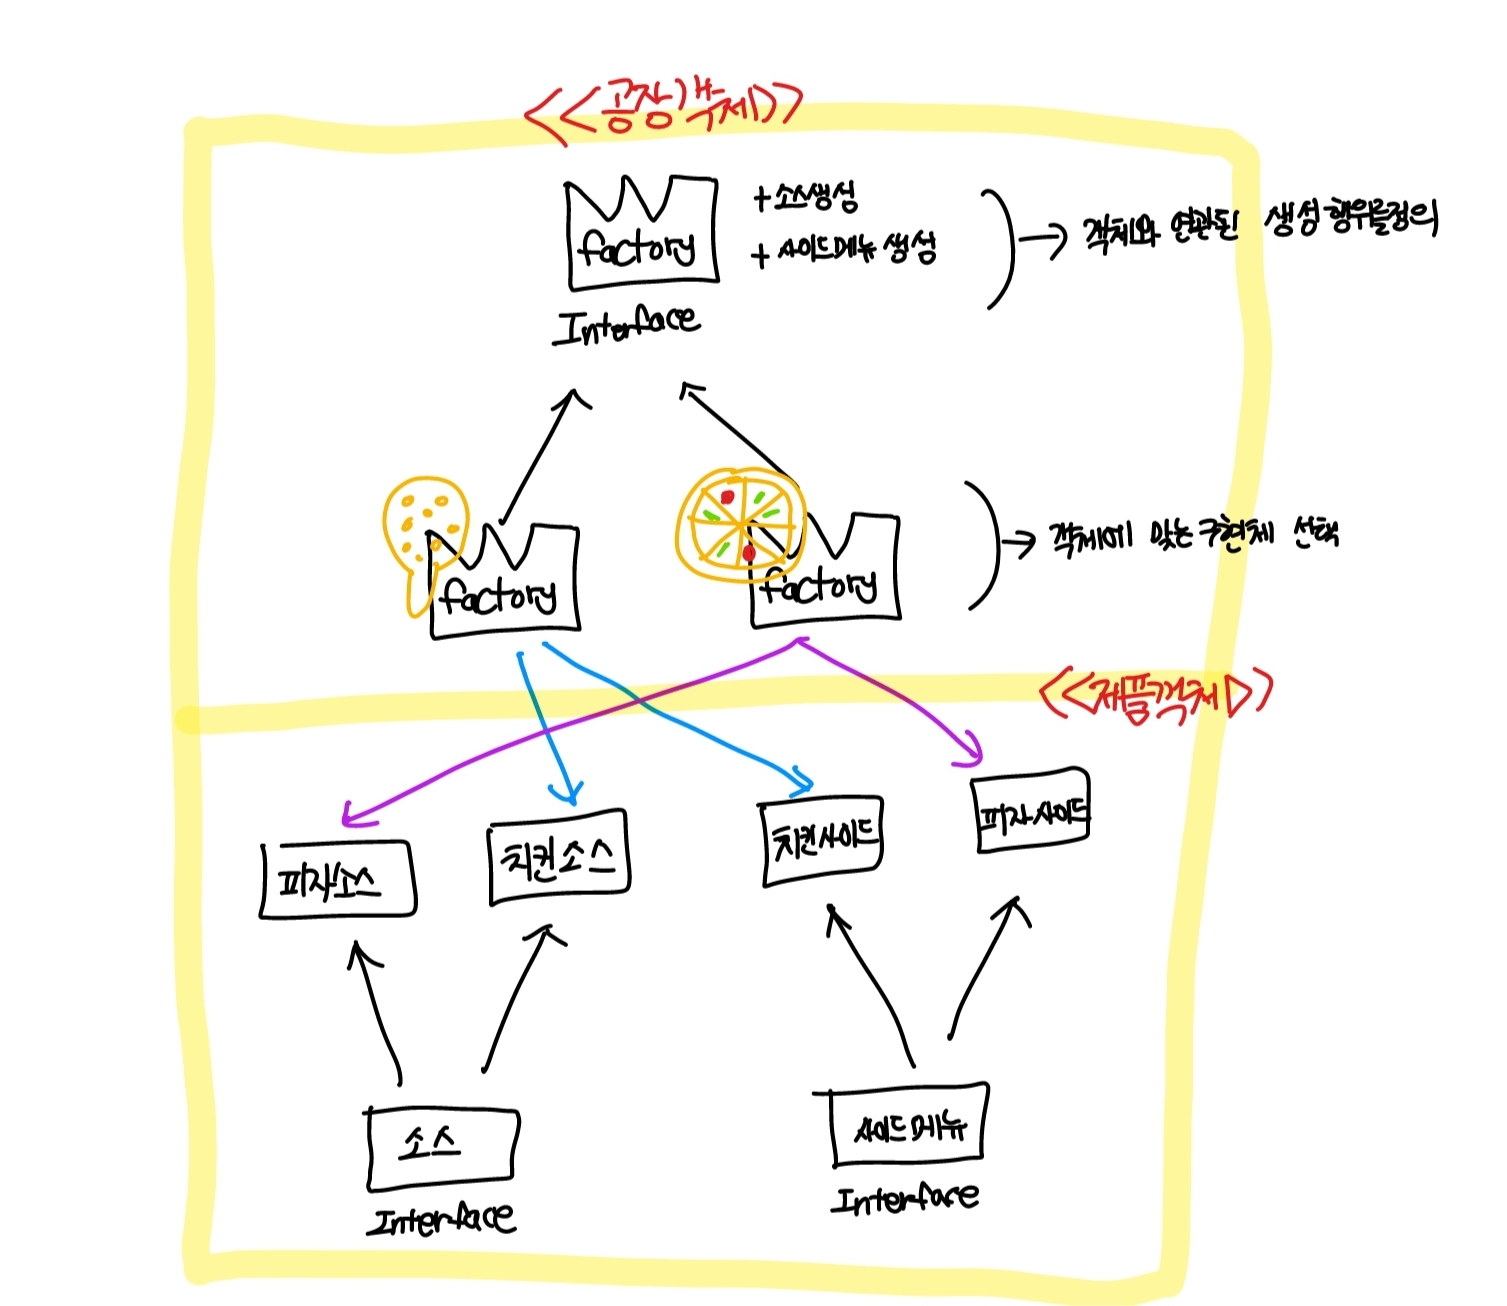 <<공장객체>>
factory
+ 소스생성
+ 사이드메뉴 생성
→ 객체와 연관된 생성 행위를정의
Interface
factory
factory
→ 객체에 맞는 구현체 선택
<<제품객체>>
피자소스
치킨소스
치킨사이드
피자사이드
소스
Interface
사이드메뉴
Interface